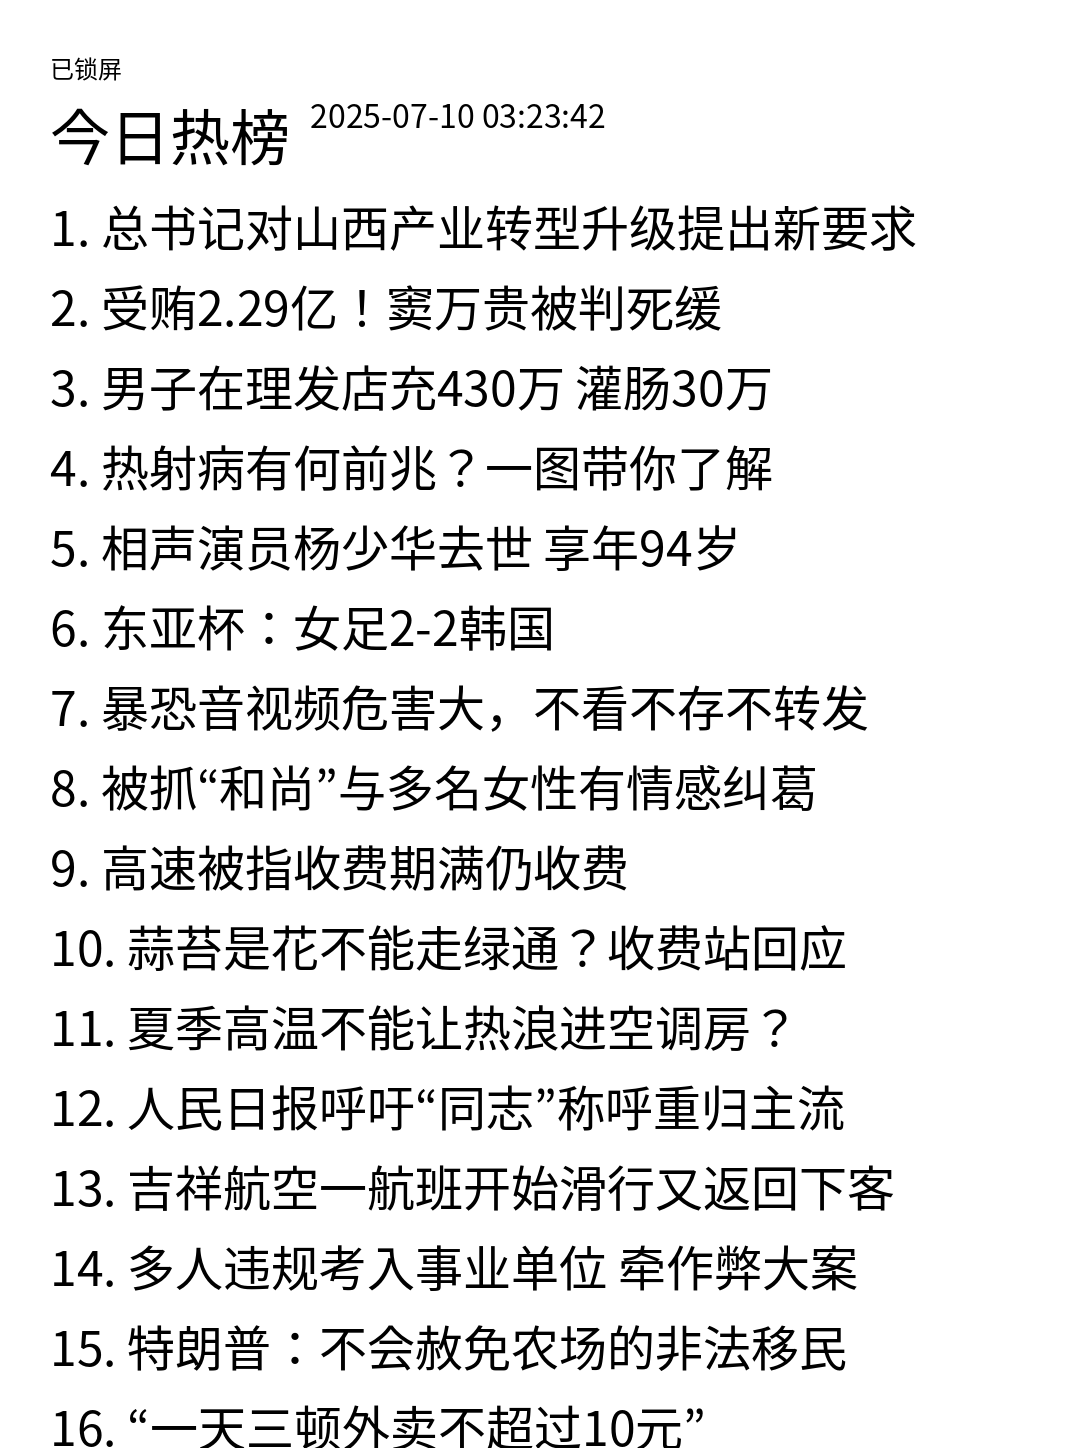 已锁屏
今日热榜 2025-07-10 03:23:42
1. 总书记对山西产业转型升级提出新要求
2. 受贿2.29亿！窦万贵被判死缓
3. 男子在理发店充430万 灌肠30万
4. 热射病有何前兆？一图带你了解
5. 相声演员杨少华去世 享年94岁
6. 东亚杯：女足2-2韩国
7. 暴恐音视频危害大，不看不存不转发
8. 被抓“和尚”与多名女性有情感纠葛
9. 高速被指收费期满仍收费
10. 蒜苔是花不能走绿通？收费站回应
11. 夏季高温不能让热浪进空调房？
12. 人民日报呼吁“同志”称呼重归主流
13. 吉祥航空一航班开始滑行又返回下客
14. 多人违规考入事业单位 牵作弊大案
15. 特朗普：不会赦免农场的非法移民
16. “一天三顿外卖不超过10元”